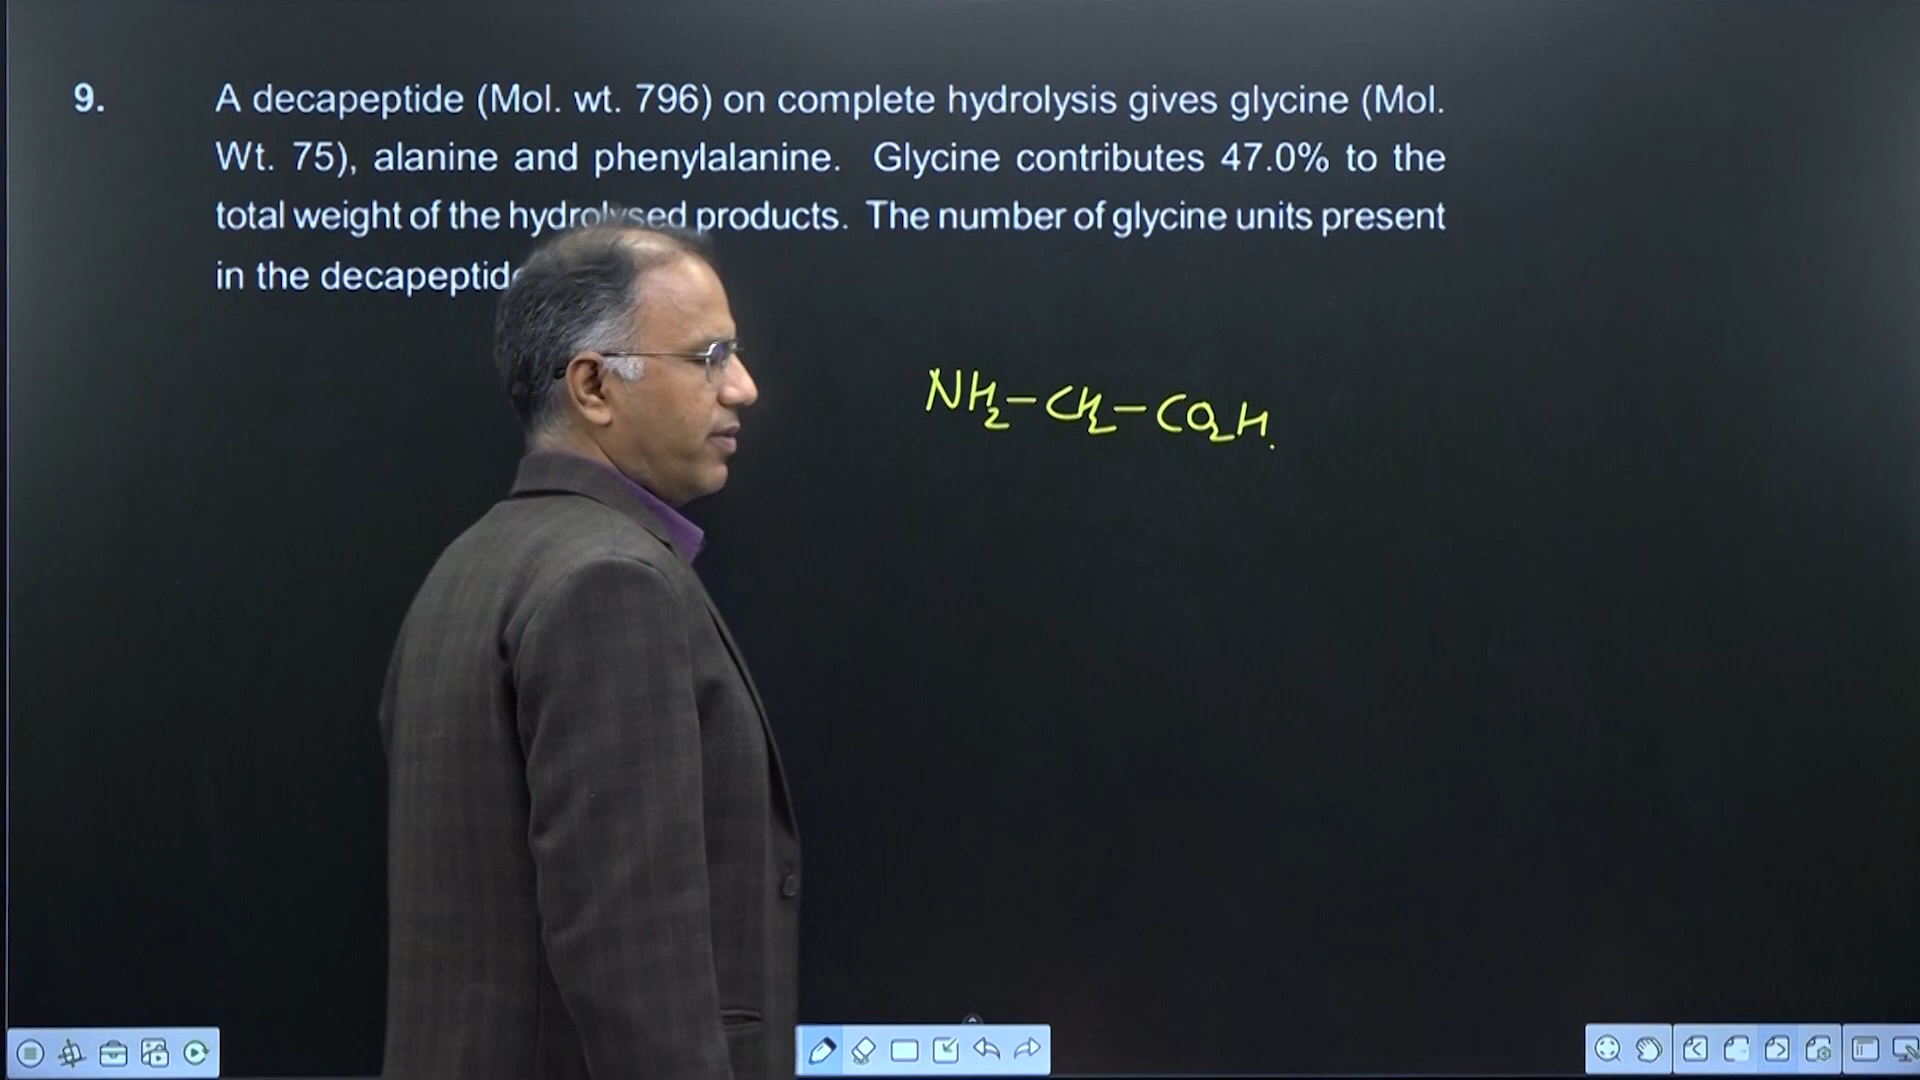 9. A decapeptide (Mol. wt. 796) on complete hydrolysis gives glycine (Mol.
Wt. 75), alanine and phenylalanine. Glycine contributes 47.0% to the
total weight of the hydrolysed products. The number of glycine units present
in the decapeptid
NH₂-CH₂-CO₂H.